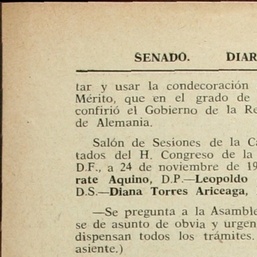 SENADO. DIAR
tar y usar la condecoración
Mérito, que en el grado de
confirió el Gobierno de la Re
de Alemania.
Salón de Sesiones de la Ca
tados del H. Congreso de la
D.F., a 24 de noviembre de 19
rate Aquino, D.P.—Leopoldo
D.S.—Diana Torres Ariceaga,
—Se pregunta a la Asamble
se de asunto de obvia y urgen
dispensan todos los trámites.
asiente.)